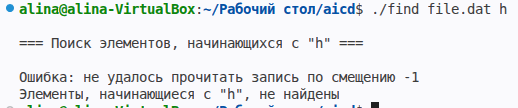 alina@alina-VirtualBox:~/Рабочий стол/aicd$ ./find file.dat h
=== Поиск элементов, начинающихся с "h" ===
Ошибка: не удалось прочитать запись по смещению -1
Элементы, начинающиеся с "h", не найдены
alina@alina-VirtualBox:~/Рабочий стол/aicd$